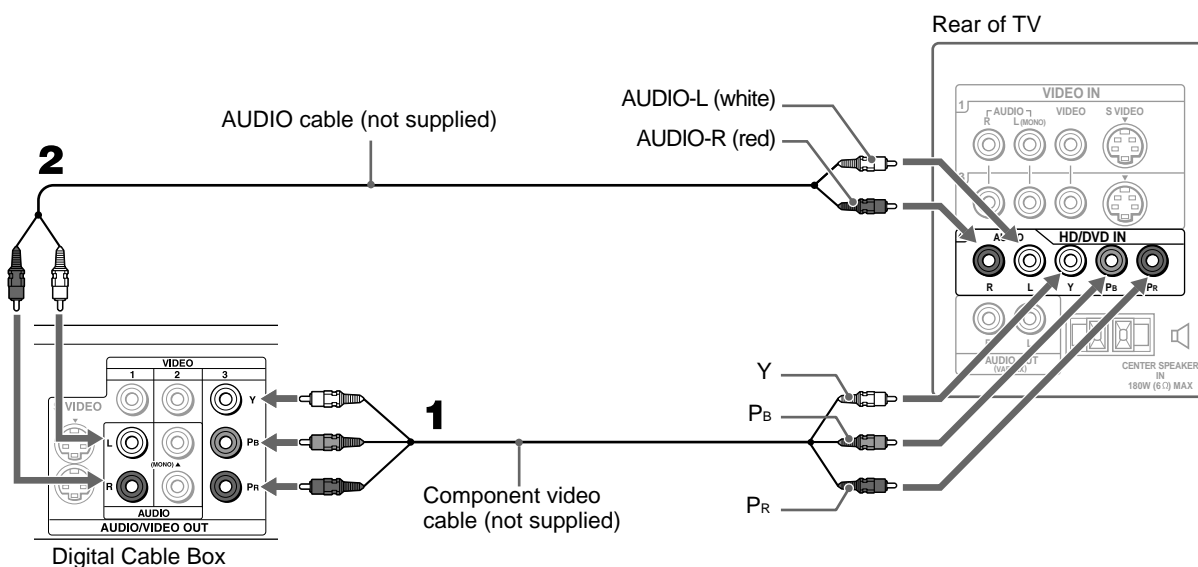 Rear of TV
VIDEO IN
1
AUDIO
R
L (MONO)
VIDEO
S VIDEO
3
AUDIO-L (white)
AUDIO-R (red)
AUDIO cable (not supplied)
2
HD/DVD IN
R
L
Y
PB
PR
CENTER SPEAKER
IN
180W (6Ω) MAX
VIDEO
1
2
3
VIDEO
Y
L
PB
(MONO)
R
PR
AUDIO
AUDIO/VIDEO OUT
Digital Cable Box
1
Component video
cable (not supplied)
Y
PB
PR